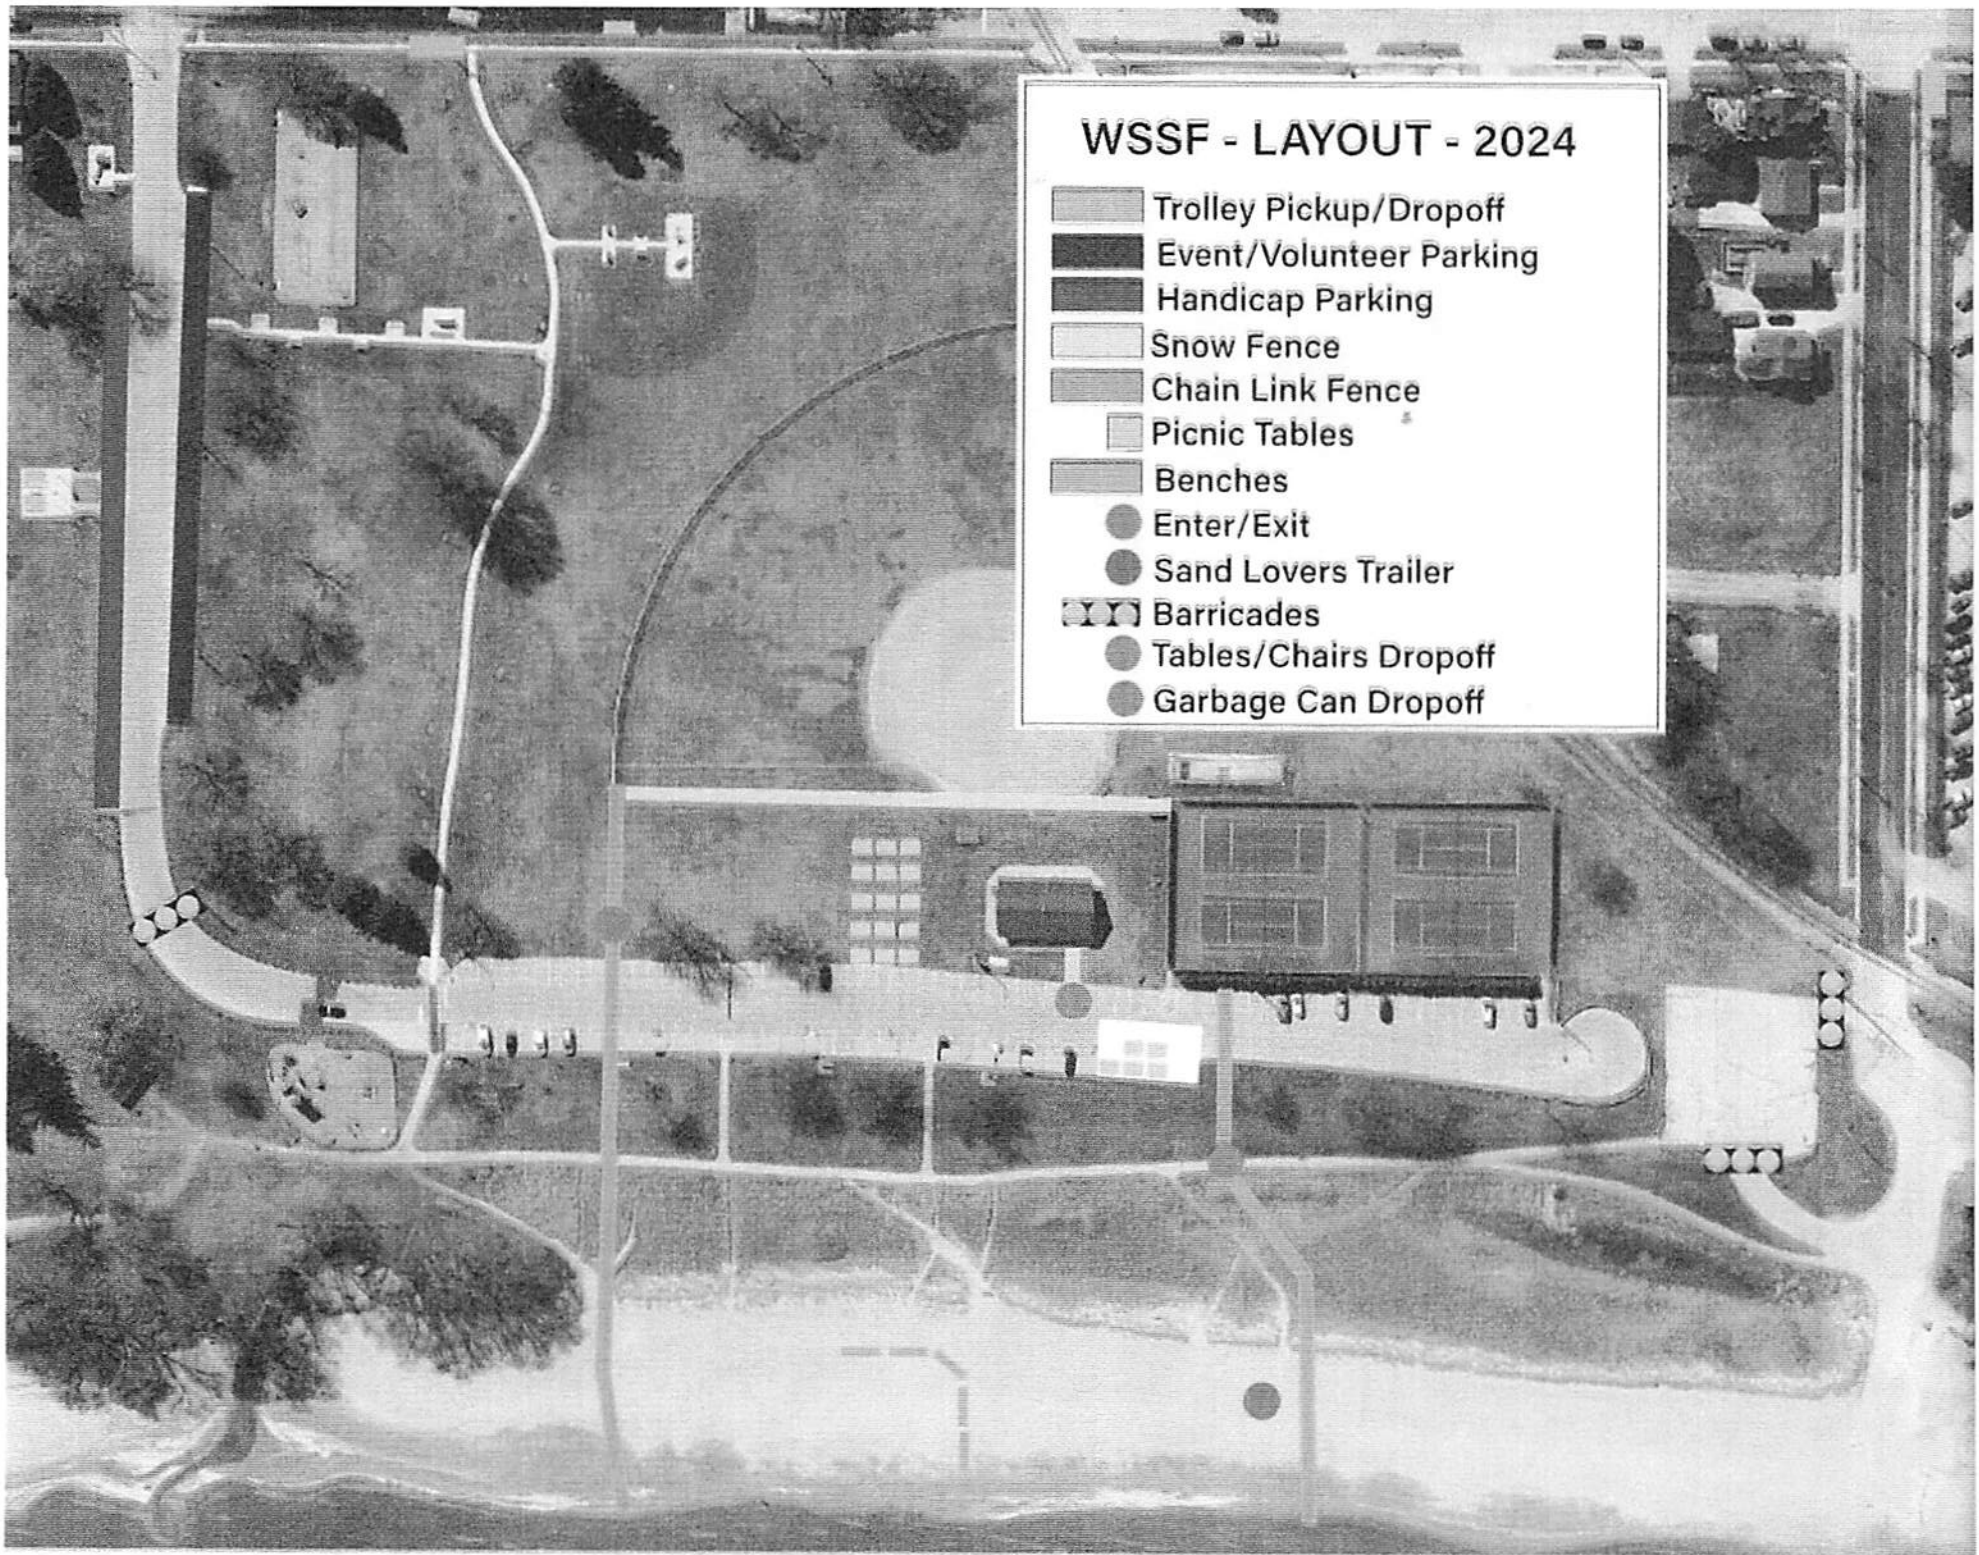 WSSF - LAYOUT - 2024
Trolley Pickup/Dropoff
Event/Volunteer Parking
Handicap Parking
Snow Fence
Chain Link Fence
Picnic Tables
Benches
Enter/Exit
Sand Lovers Trailer
Barricades
Tables/Chairs Dropoff
Garbage Can Dropoff